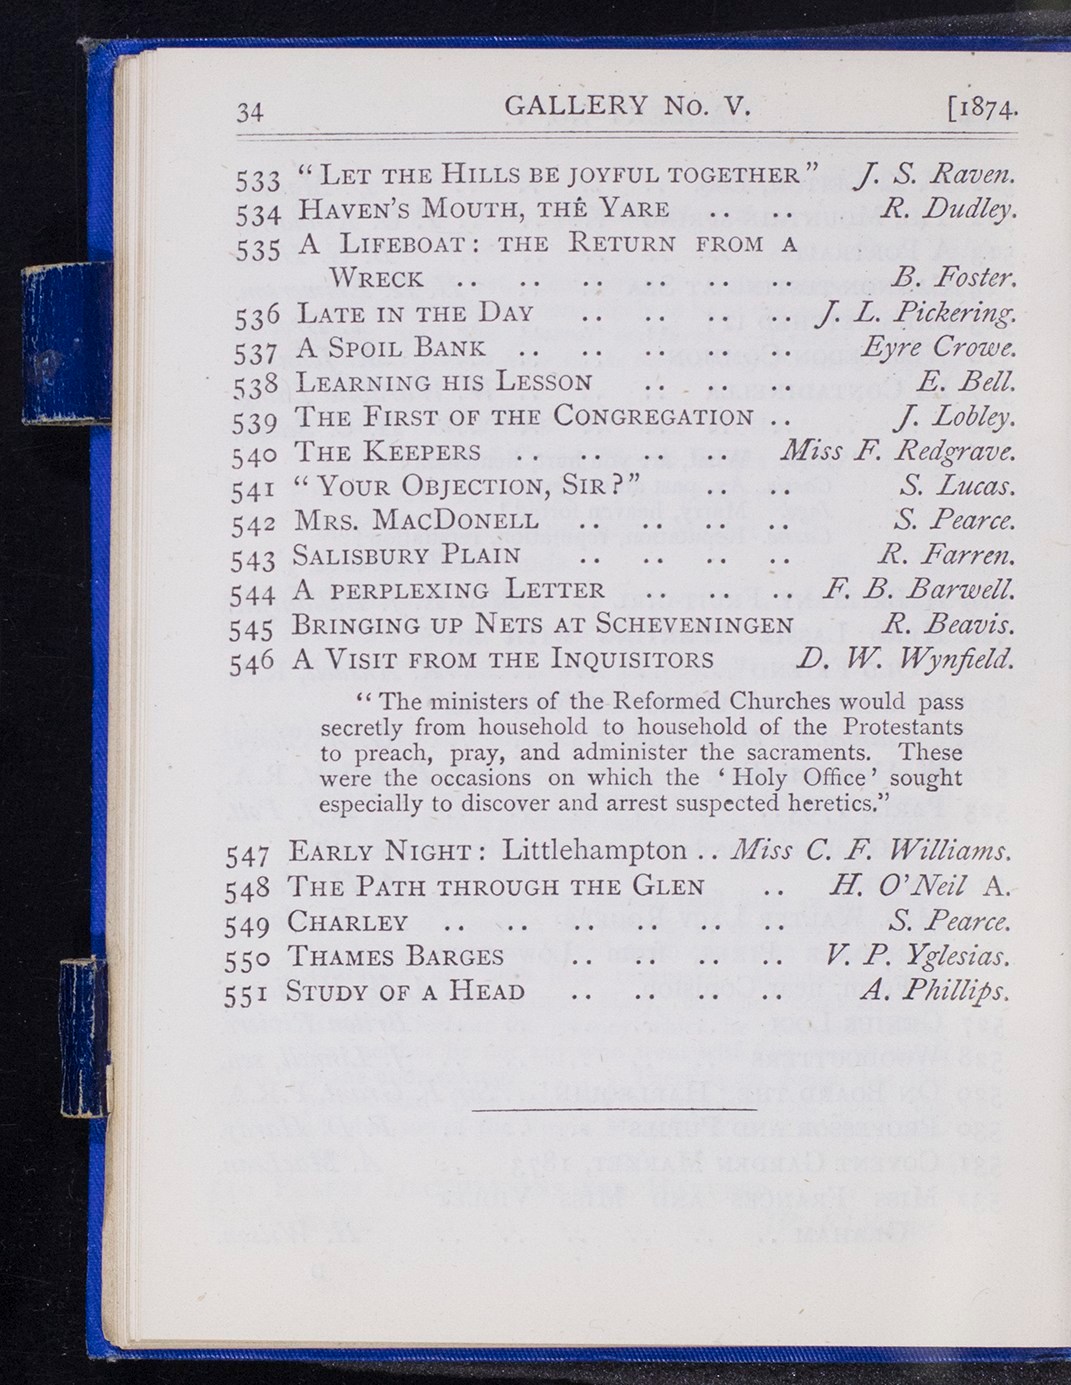 34 GALLERY No. V. [1874.
533 “ LET THE HILLS BE JOYFUL TOGETHER ” J. S. Raven.
534 HAVEN'S MOUTH, THE YARE .. .. R. Dudley.
535 A LIFEBOAT : THE RETURN FROM A
WRECK .. .. .. .. .. B. Foster.
536 LATE IN THE DAY .. .. .. .. J. L. Pickering.
537 A SPOIL BANK .. .. .. .. Eyre Crowe.
538 LEARNING HIS LESSON .. .. E. Bell.
539 THE FIRST OF THE CONGREGATION .. J. Lobley.
540 THE KEEPERS .. .. .. .. Miss F. Redgrave.
541 “ YOUR OBJECTION, SIR ? ” .. .. S. Lucas.
542 MRS. MACDONELL .. .. .. .. S. Pearce.
543 SALISBURY PLAIN .. .. .. .. R. Farren.
544 A PERPLEXING LETTER .. .. F. B. Barwell.
545 BRINGING UP NETS AT SCHEVENINGEN R. Beavis.
546 A VISIT FROM THE INQUISITORS D. W. Wynfield.
“ The ministers of the Reformed Churches would pass
secretly from household to household of the Protestants
to preach, pray, and administer the sacraments. These
were the occasions on which the ‘ Holy Office ’ sought
especially to discover and arrest suspected heretics.”
547 EARLY NIGHT : Littlehampton .. Miss C. F. Williams.
548 THE PATH THROUGH THE GLEN .. H. O'Neil A.
549 CHARLEY .. .. .. .. .. .. S. Pearce.
550 THAMES BARGES .. .. .. .. V. P. Yglesias.
551 STUDY OF A HEAD .. .. .. .. A. Phillips.